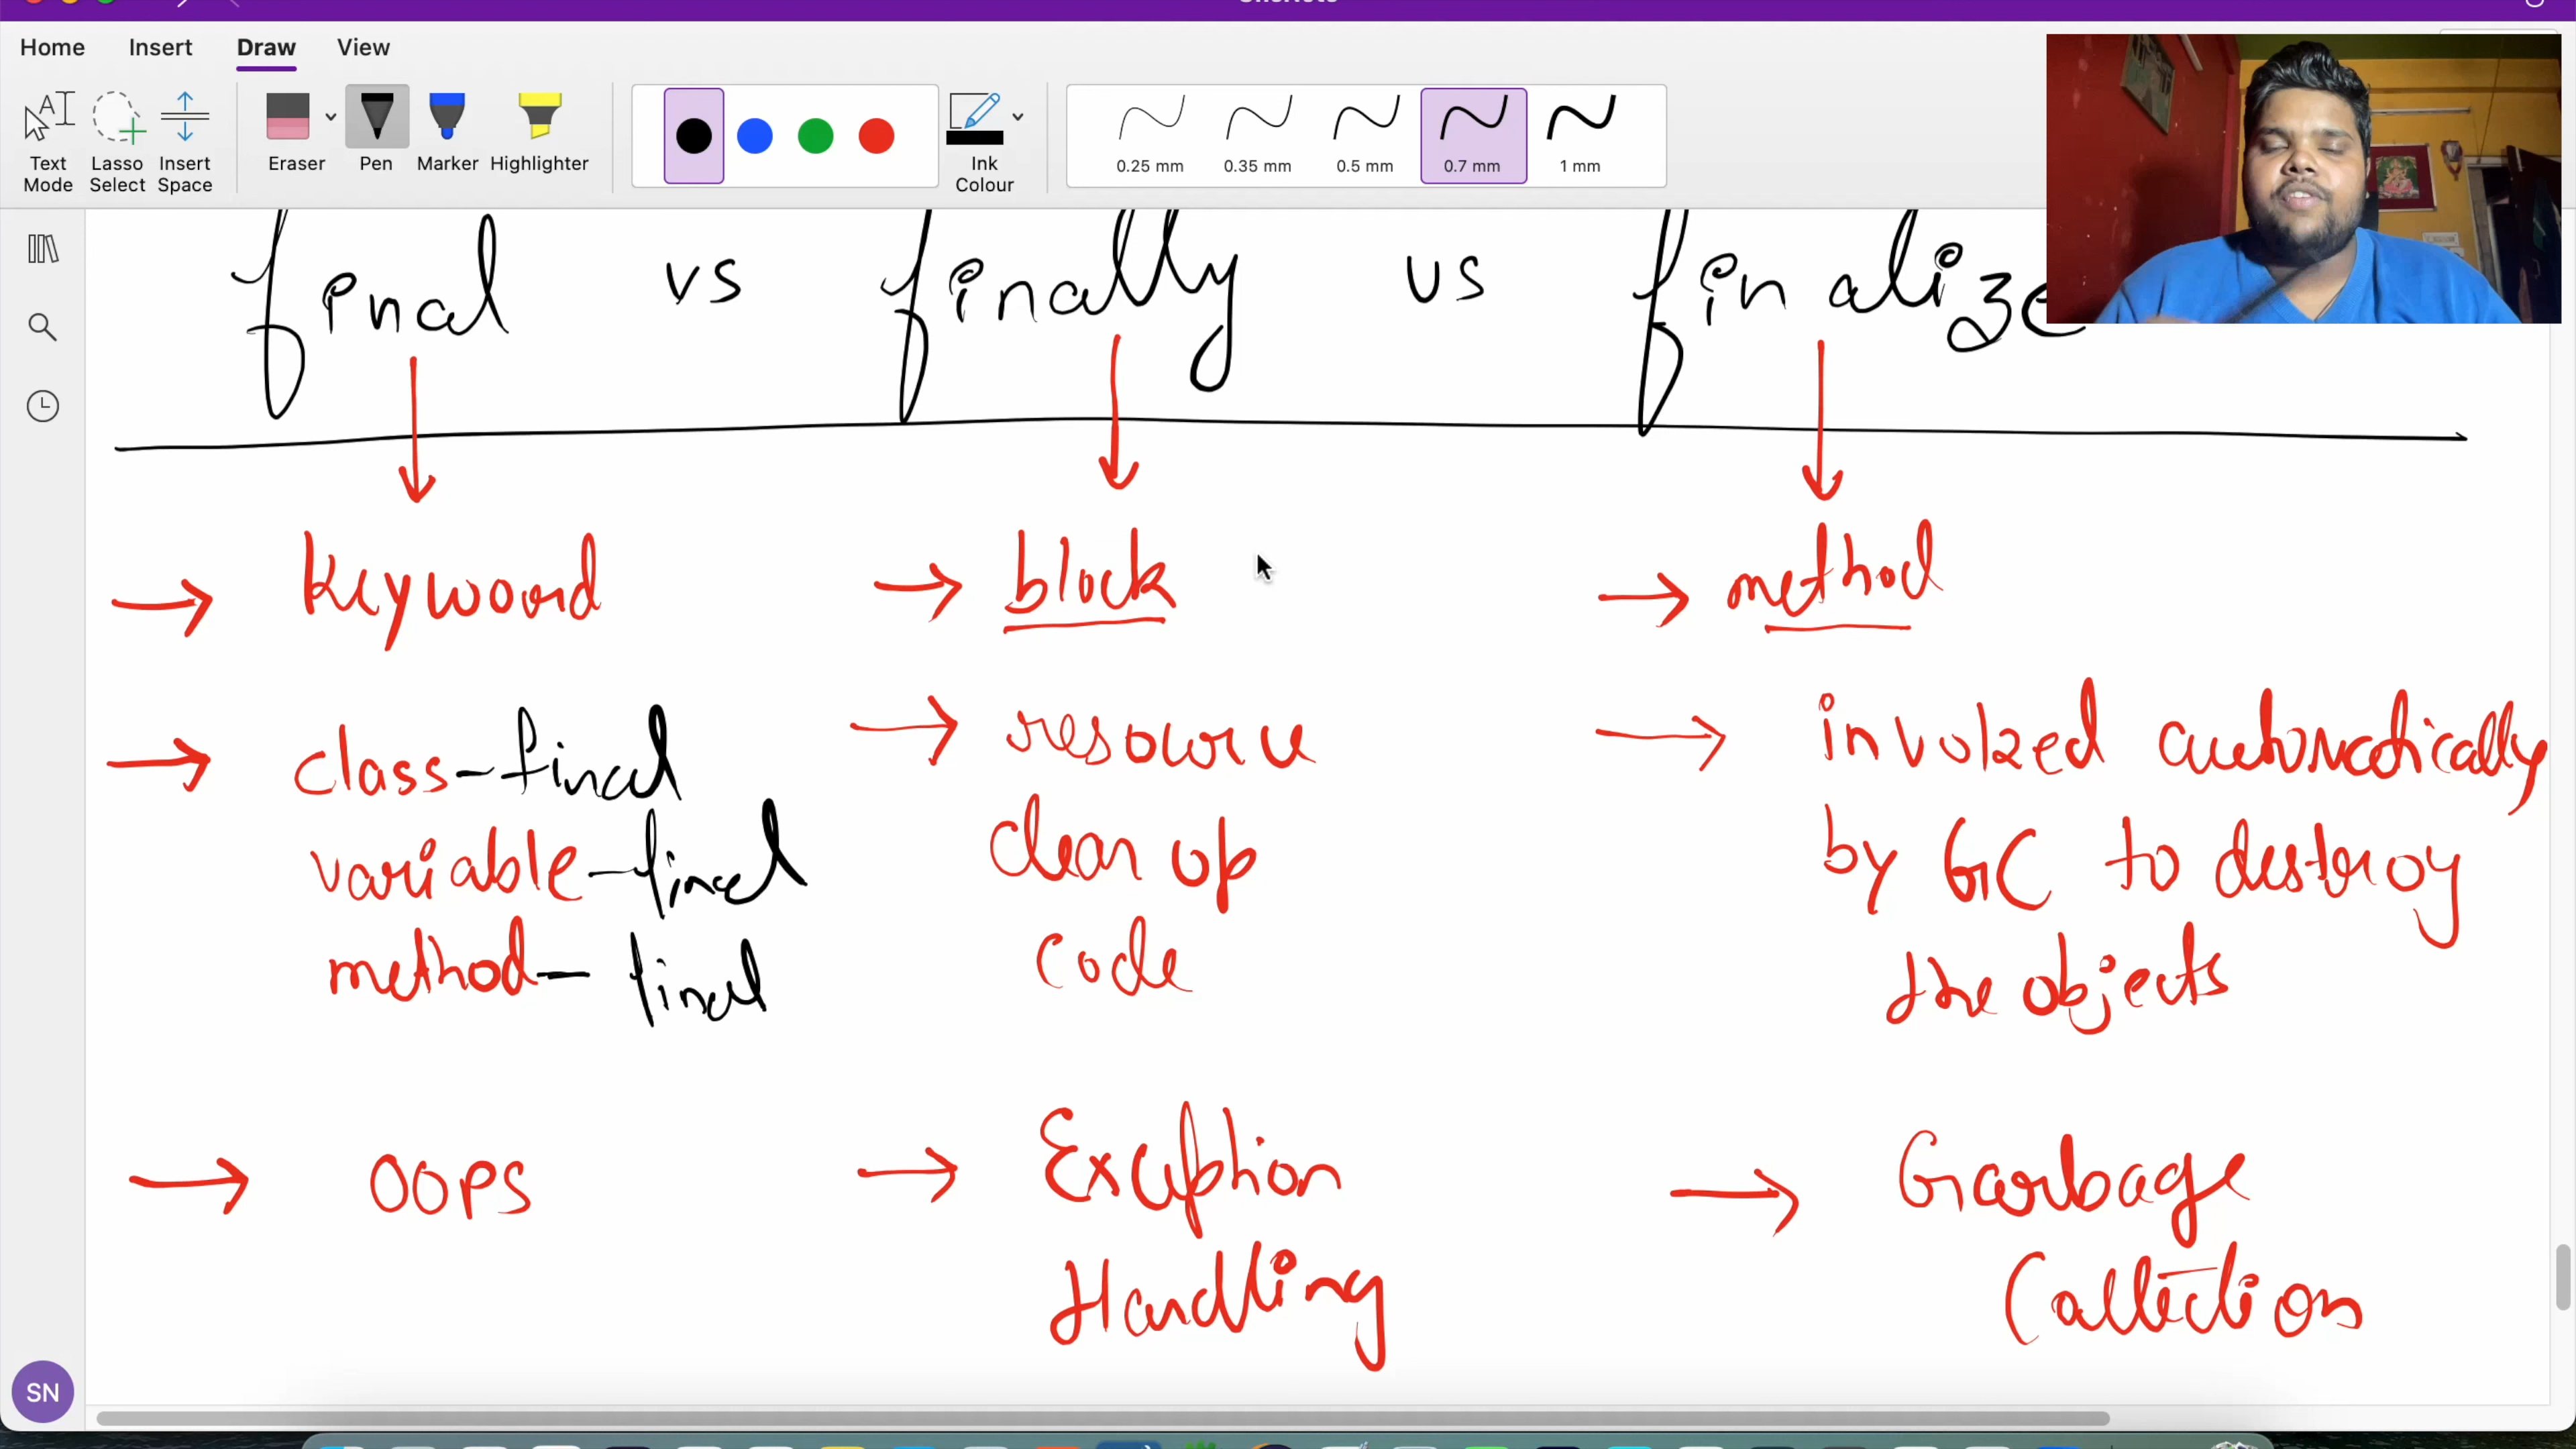 Home Insert Draw View
Text Mode
Lasso Select
Insert Space
Eraser
Pen
Marker
Highlighter
Ink Colour
0.25 mm
0.35 mm
0.5 mm
0.7 mm
1 mm
final vs finally vs finalize
→ keyword
→ class - final
variable - final
method - final
→ OOPS
→ block
→ resource
clean up
code
→ Exception
Handling
→ method
→ invoked automatically
by GC to destroy
the objects
→ Garbage
Collection
SN